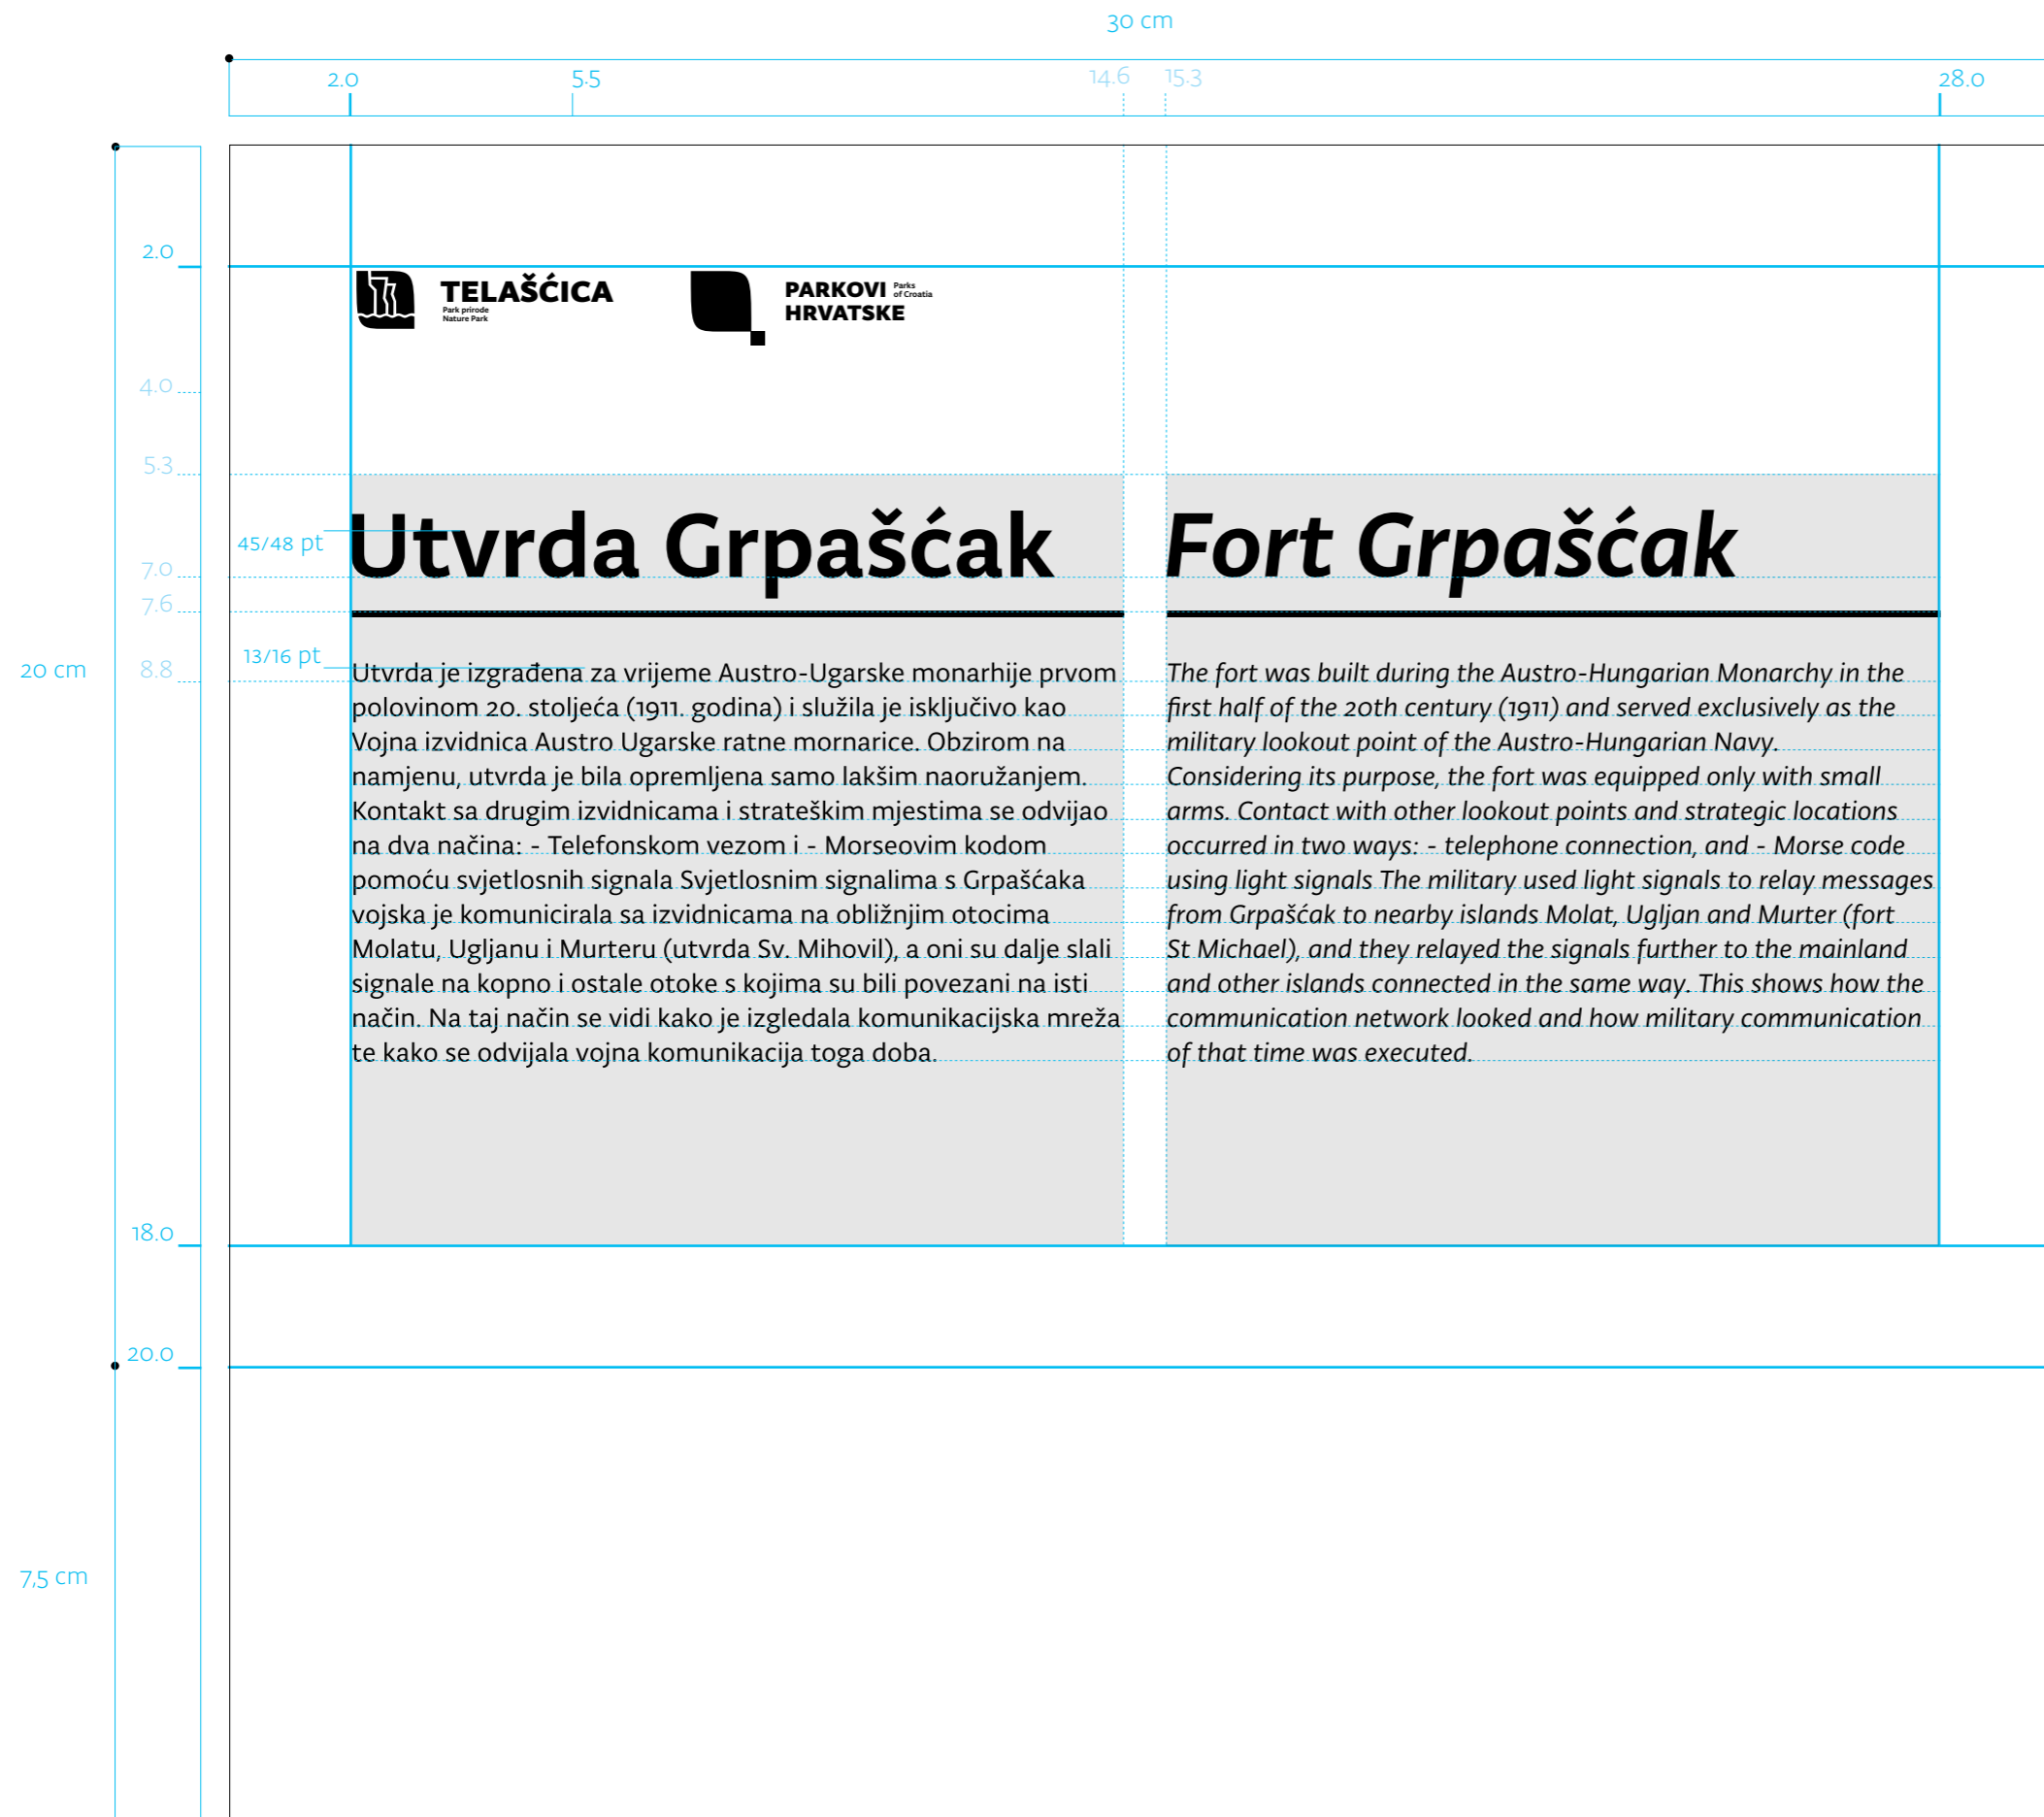 30 cm
2.0 5.5 14.6 15.3 28.0
2.0
TELAŠĆICA
Park prirode
Nature Park
PARKOVI
HRVATSKE
Parks
of Croatia
4.0
5.3
45/48 pt
Utvrda Grpašćak
Fort Grpašćak
7.0
7.6
13/16 pt
8.8
20 cm
Utvrda je izgrađena za vrijeme Austro-Ugarske monarhije prvom
polovinom 20. stoljeća (1911. godina) i služila je isključivo kao
Vojna izvidnica Austro Ugarske ratne mornarice. Obzirom na
namjenu, utvrda je bila opremljena samo lakšim naoružanjem.
Kontakt sa drugim izvidnicama i strateškim mjestima se odvijao
na dva načina: - Telefonskom vezom i - Morseovim kodom
pomoću svjetlosnih signala Svjetlosnim signalima s Grpašćaka
vojska je komunicirala sa izvidnicama na obližnjim otocima
Molatu, Ugljanu i Murteru (utvrda Sv. Mihovil), a oni su dalje slali
signale na kopno i ostale otoke s kojima su bili povezani na isti
način. Na taj način se vidi kako je izgledala komunikacijska mreža
te kako se odvijala vojna komunikacija toga doba.
The fort was built during the Austro-Hungarian Monarchy in the
first half of the 20th century (1911) and served exclusively as the
military lookout point of the Austro-Hungarian Navy.
Considering its purpose, the fort was equipped only with small
arms. Contact with other lookout points and strategic locations
occurred in two ways: - telephone connection, and - Morse code
using light signals The military used light signals to relay messages
from Grpašćak to nearby islands Molat, Ugljan and Murter (fort
St Michael), and they relayed the signals further to the mainland
and other islands connected in the same way. This shows how the
communication network looked and how military communication
of that time was executed.
18.0
20.0
7,5 cm